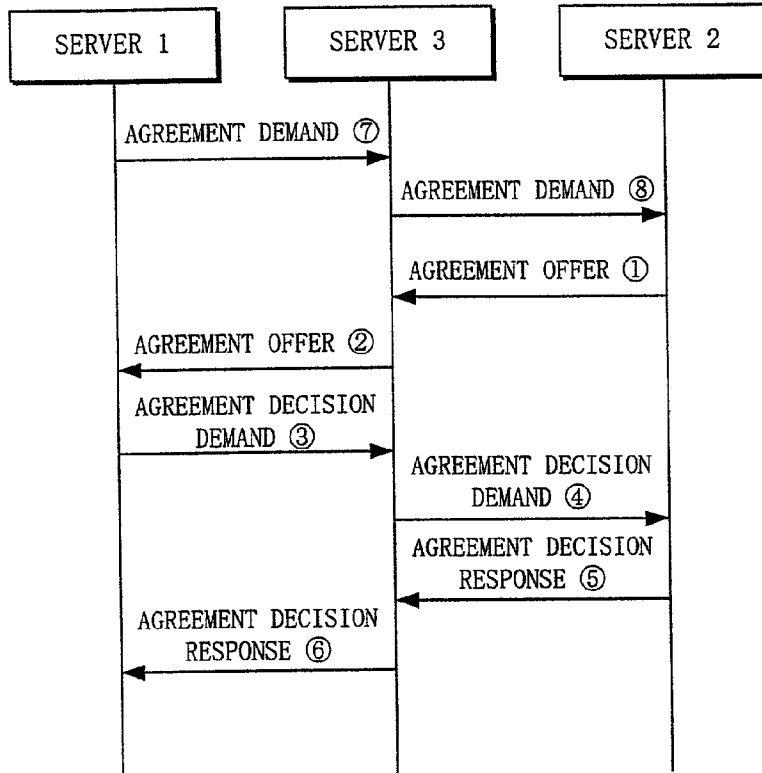 SERVER 1
SERVER 3
SERVER 2
AGREEMENT DEMAND ⑦
AGREEMENT DEMAND ⑧
AGREEMENT OFFER ①
AGREEMENT OFFER ②
AGREEMENT DECISION
DEMAND ③
AGREEMENT DECISION
DEMAND ④
AGREEMENT DECISION
RESPONSE ⑤
AGREEMENT DECISION
RESPONSE ⑥